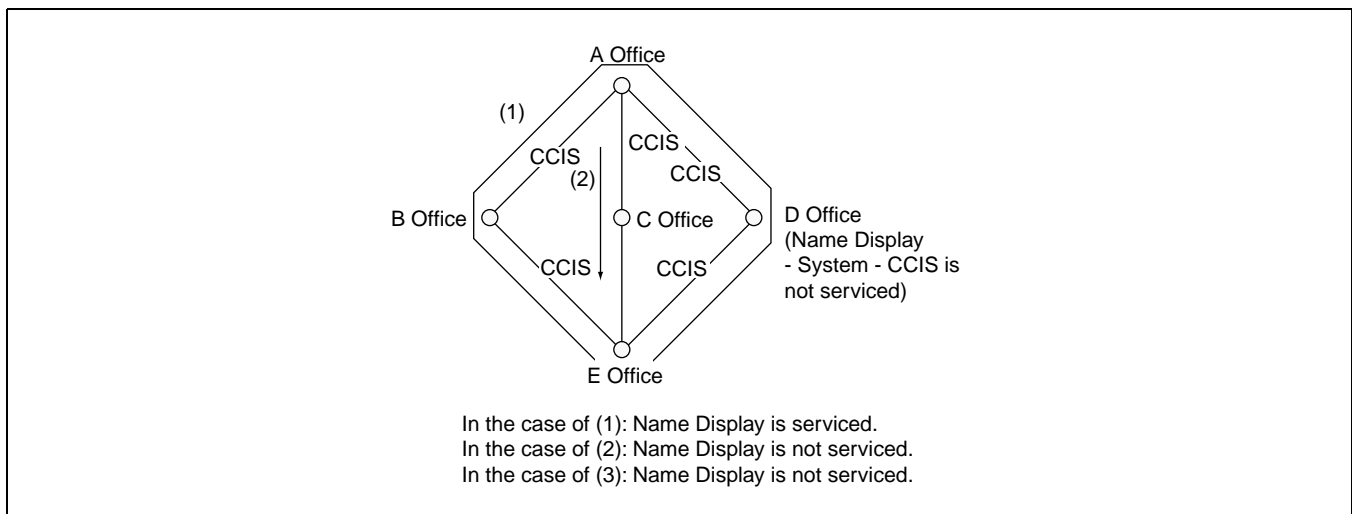 A Office
(1)
CCIS
CCIS
(2)
CCIS
B Office
C Office
D Office
(Name Display
- System - CCIS is
not serviced)
CCIS
CCIS
E Office
In the case of (1): Name Display is serviced.
In the case of (2): Name Display is not serviced.
In the case of (3): Name Display is not serviced.